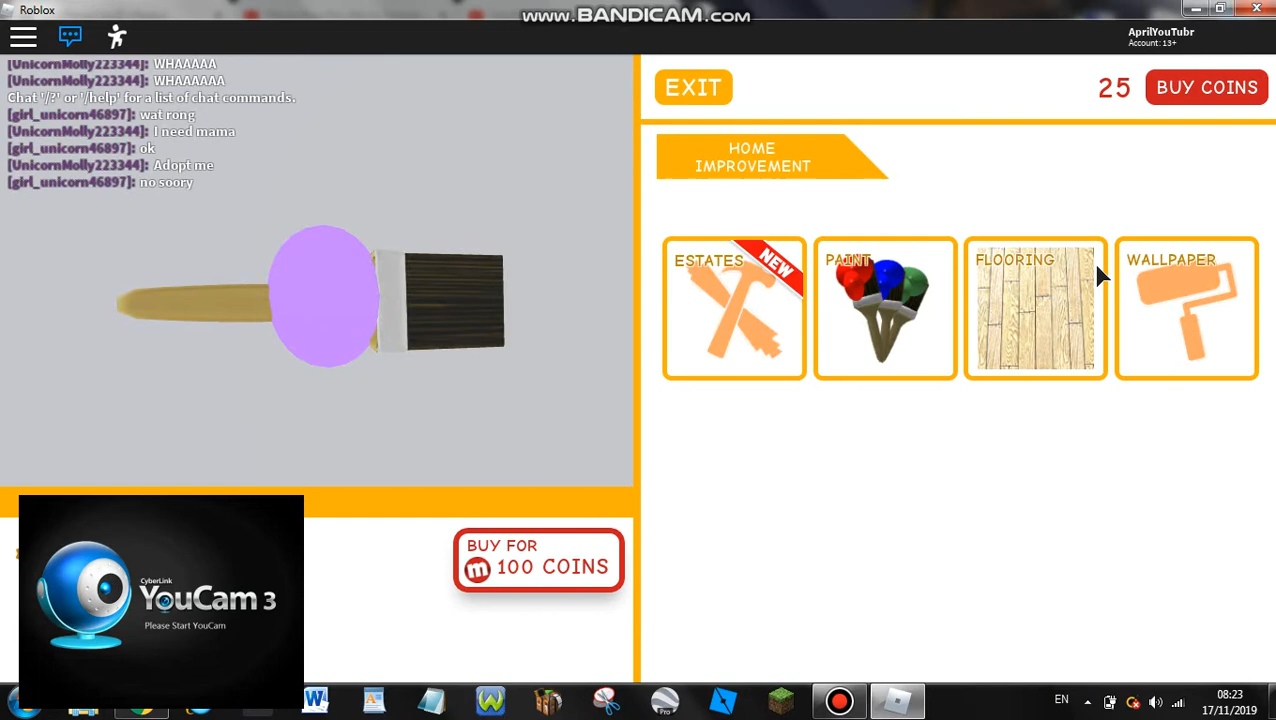 Roblox
www.BANDICAM.com
AprilYouTubr
Account: 13+
[UnicornMolly223344]: WHAAAAA
[UnicornMolly223344]: WHAAAAAA
Chat '/?' or '/help' for a list of chat commands.
[girl_unicorn46897]: wat rong
[UnicornMolly223344]: I need mama
[girl_unicorn46897]: ok
[UnicornMolly223344]: Adopt me
[girl_unicorn46897]: no soory
EXIT
25
BUY COINS
HOME
IMPROVEMENT
ESTATES
NEW
PAINT
FLOORING
WALLPAPER
BUY FOR
m 100 COINS
CyberLink
YouCam 3
Please Start YouCam
W
W
Pro
EN
08:23
17/11/2019